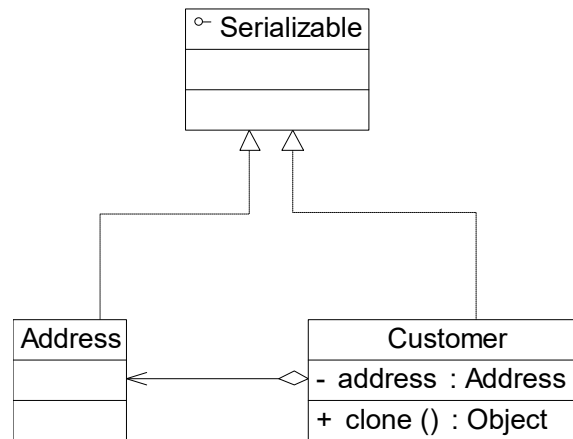 Serializable
Address
Customer
- address : Address
+ clone () : Object